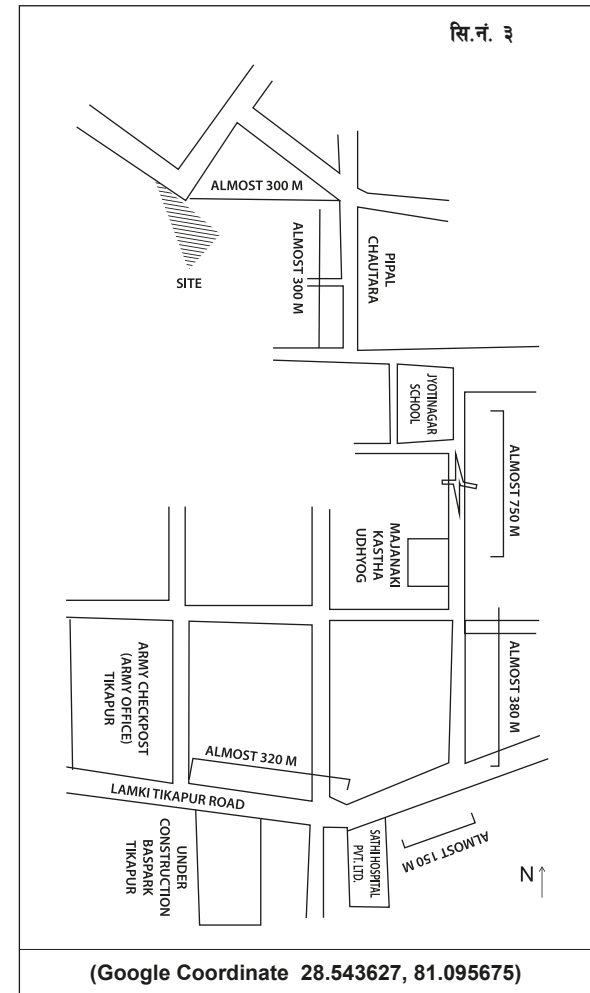 सि.नं. ३
ALMOST 300 M
ALMOST 300 M
PIPAL
CHAUTARA
SITE
JYOTINAGAR
SCHOOL
ALMOST 750 M
MAJANAKI
KASTHA
UDHYOG
ARMY CHECKPOST
(ARMY OFFICE)
TIKAPUR
ALMOST 380 M
ALMOST 320 M
LAMKI TIKAPUR ROAD
UNDER
CONSTRUCTION
BASPARK
TIKAPUR
SATHI HOSPITAL
PVT. LTD.
ALMOST 150 M
N
(Google Coordinate 28.543627, 81.095675)